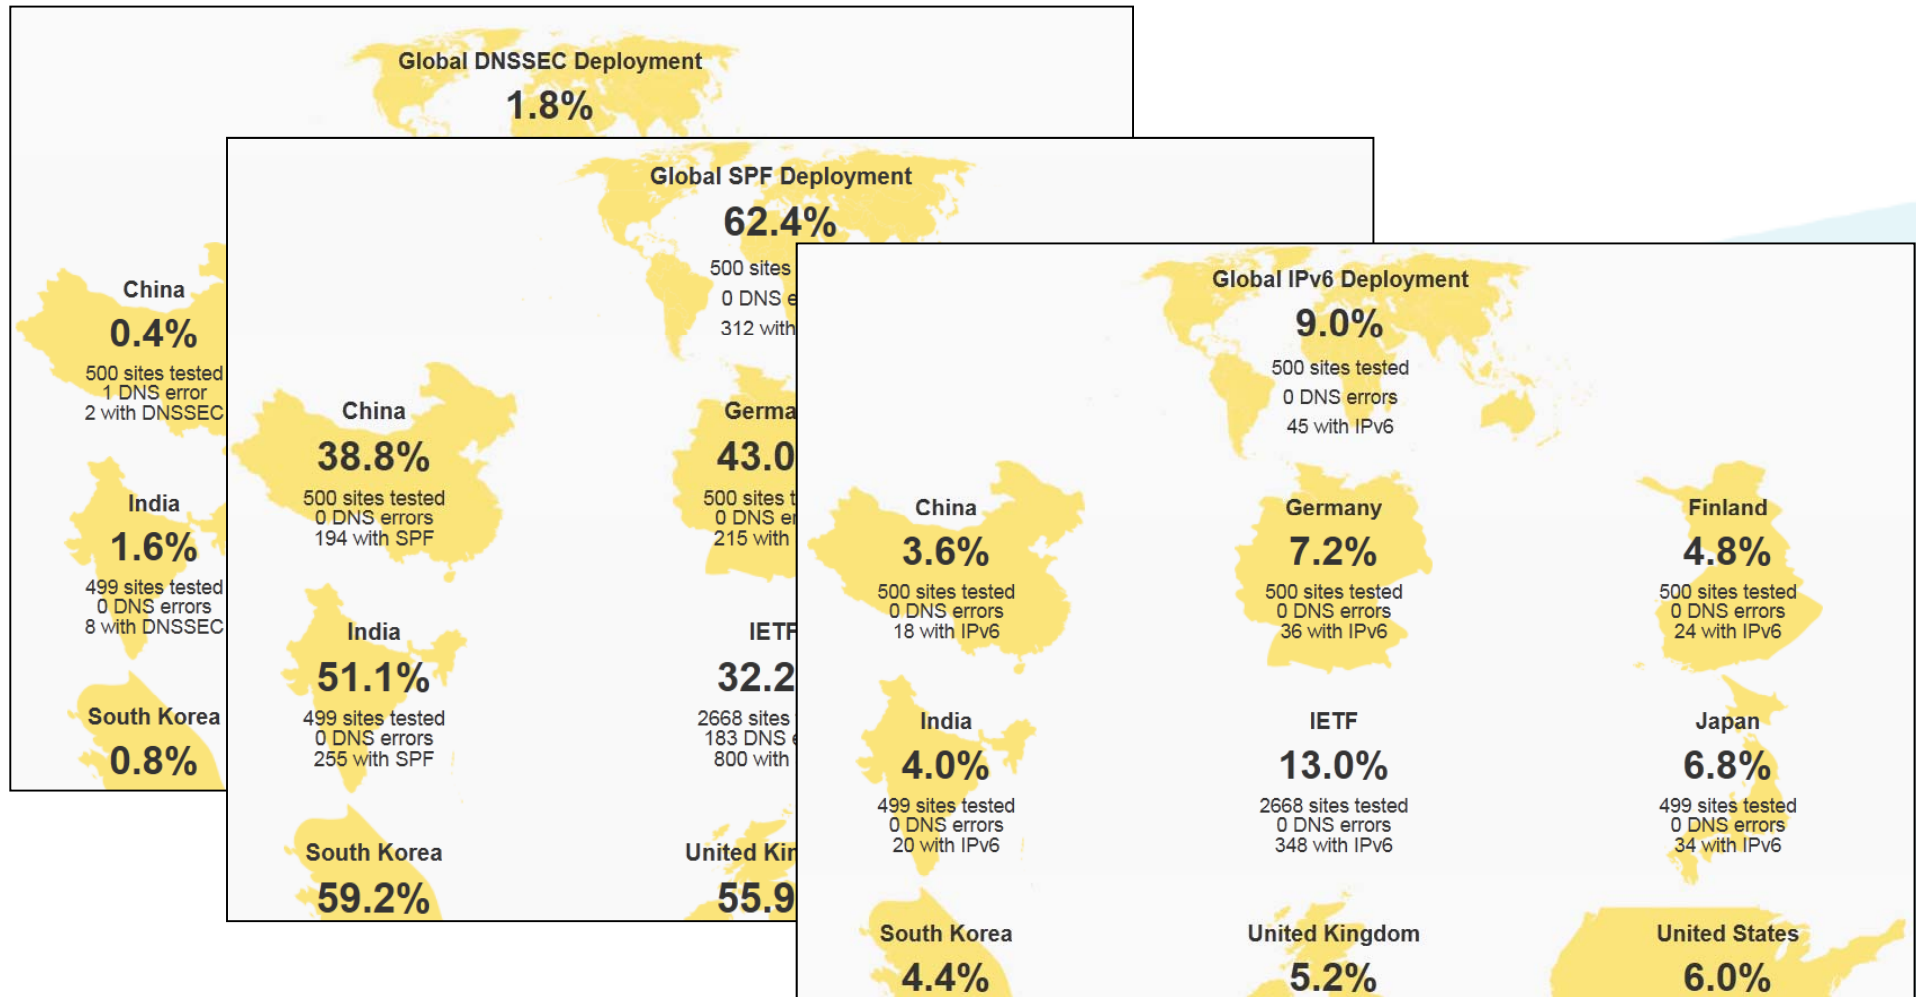 Global DNSSEC Deployment
1.8%
China
0.4%
500 sites tested
1 DNS error
2 with DNSSEC
India
1.6%
499 sites tested
0 DNS errors
8 with DNSSEC
South Korea
0.8%
Global SPF Deployment
62.4%
500 sites
0 DNS
312 with
China
38.8%
500 sites tested
0 DNS errors
194 with SPF
Germa
43.0
500 sites
0 DNS
215 with
India
51.1%
499 sites tested
0 DNS errors
255 with SPF
IETF
32.2
2668 sites
183 DNS
800 with
South Korea
59.2%
United Kin
55.9
Global IPv6 Deployment
9.0%
500 sites tested
0 DNS errors
45 with IPv6
China
3.6%
500 sites tested
0 DNS errors
18 with IPv6
Germany
7.2%
500 sites tested
0 DNS errors
36 with IPv6
Finland
4.8%
500 sites tested
0 DNS errors
24 with IPv6
India
4.0%
499 sites tested
0 DNS errors
20 with IPv6
IETF
13.0%
2668 sites tested
0 DNS errors
348 with IPv6
Japan
6.8%
499 sites tested
0 DNS errors
34 with IPv6
South Korea
4.4%
United Kingdom
5.2%
United States
6.0%